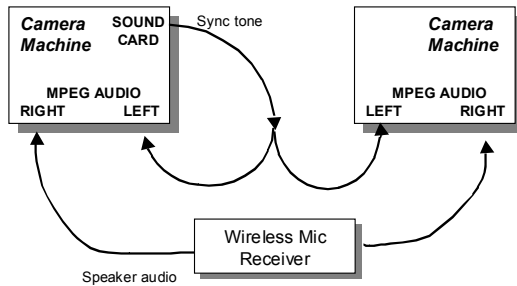 Camera
Machine
SOUND
CARD
MPEG AUDIO
RIGHT LEFT
Sync tone
Camera
Machine
MPEG AUDIO
LEFT RIGHT
Wireless Mic
Receiver
Speaker audio